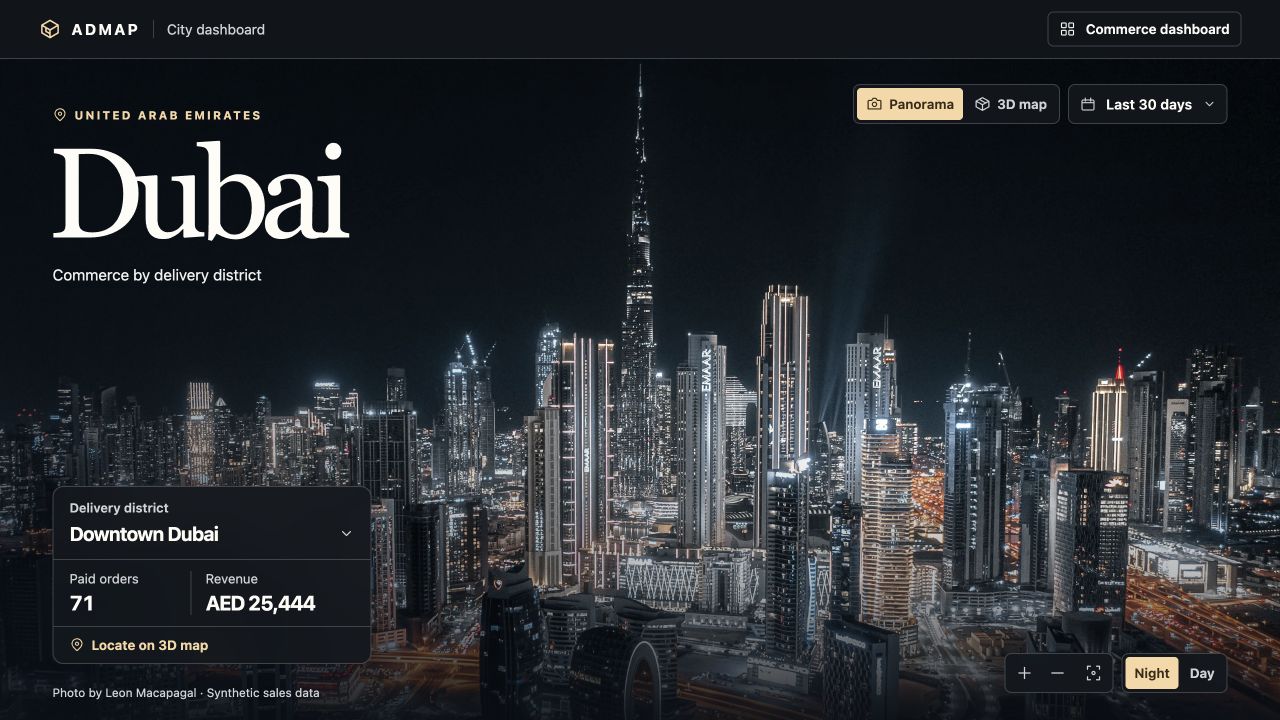 ADMAP
City dashboard
Commerce dashboard
UNITED ARAB EMIRATES
Panorama
3D map
Last 30 days
Dubai
Commerce by delivery district
EMAAR
EMAAR
Delivery district
Downtown Dubai
Paid orders
Revenue
71
AED 25,444
Locate on 3D map
Photo by Leon Macapagal · Synthetic sales data
Night
Day